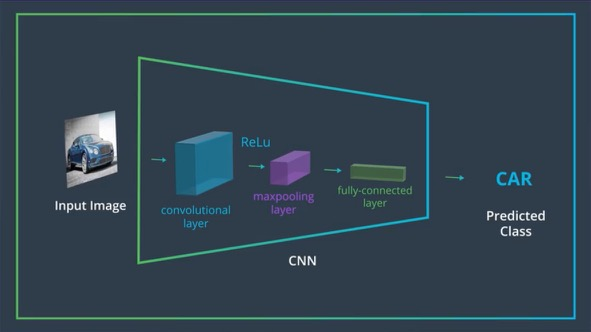 Input Image
convolutional
layer
ReLu
maxpooling
layer
fully-connected
layer
CNN
CAR
Predicted
Class